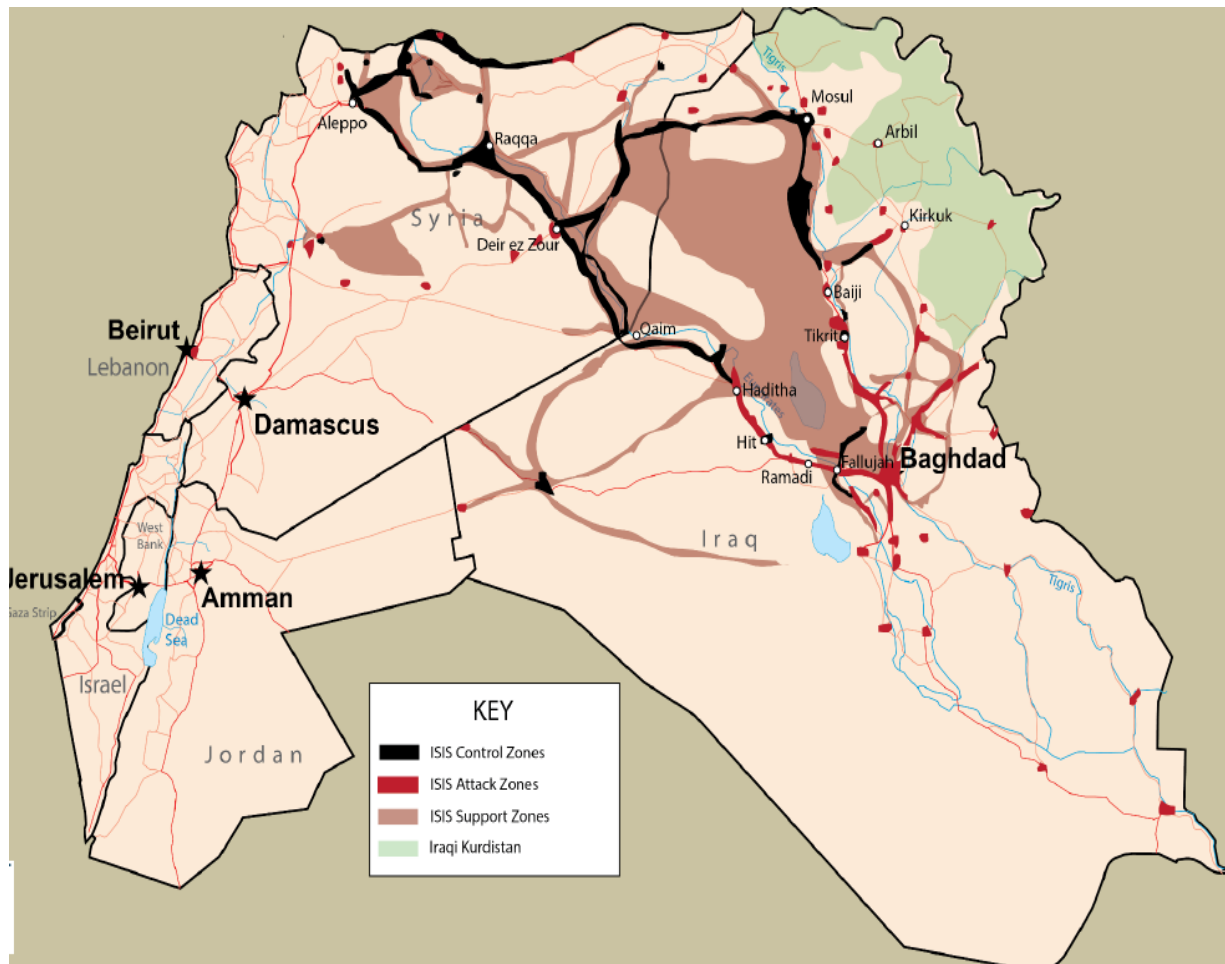 Tigris
Mosul
Aleppo
Arbil
Raqqa
Syria
Kirkuk
Deir ez Zour
Baiji
Beirut
Qaim
Tikrit
Lebanon
Haditha
Euphrates
Damascus
Hit
Fallujah
Baghdad
Ramadi
West
Bank
Iraq
Jerusalem
Amman
Tigris
Gaza Strip
Dead
Sea
Israel
Jordan
KEY
ISIS Control Zones
ISIS Attack Zones
ISIS Support Zones
Iraqi Kurdistan